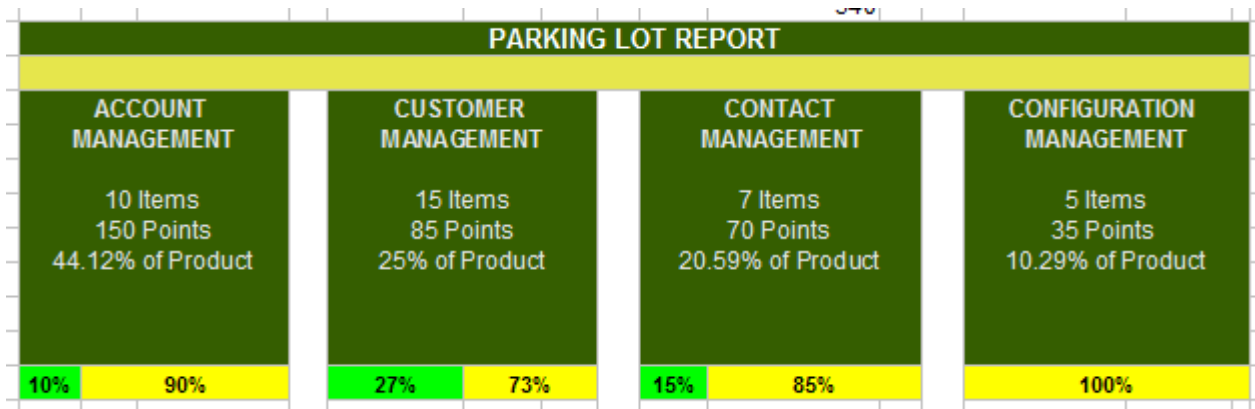 PARKING LOT REPORT
ACCOUNT
MANAGEMENT
10 Items
150 Points
44.12% of Product
10% 90%
CUSTOMER
MANAGEMENT
15 Items
85 Points
25% of Product
27% 73%
CONTACT
MANAGEMENT
7 Items
70 Points
20.59% of Product
15% 85%
CONFIGURATION
MANAGEMENT
5 Items
35 Points
10.29% of Product
100%